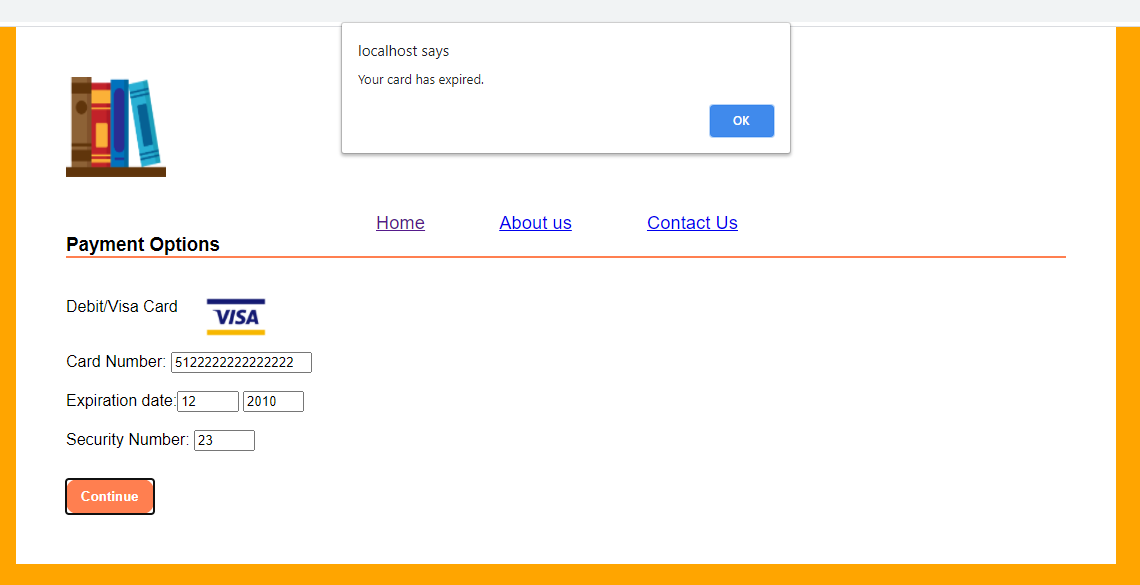 localhost says
Your card has expired.
OK
Home About us Contact Us
Payment Options
Debit/Visa Card VISA
Card Number: 5122222222222222
Expiration date: 12 2010
Security Number: 23
Continue